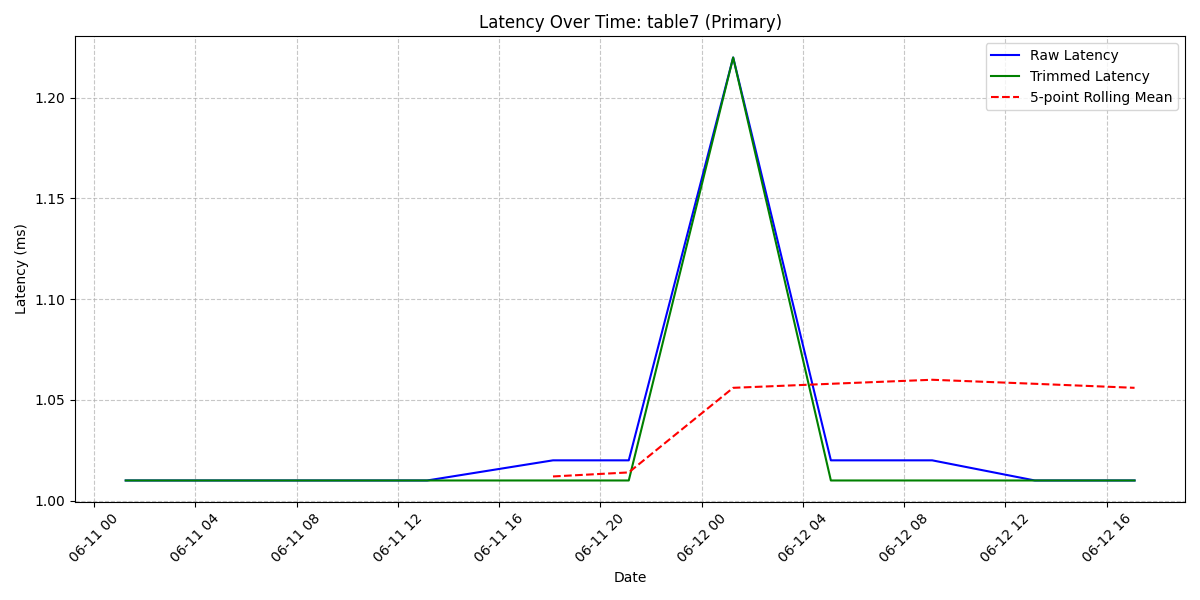 Latency Over Time: table7 (Primary)
Raw Latency
Trimmed Latency
5-point Rolling Mean
Latency (ms)
1.20
1.15
1.10
1.05
1.00
06-11 00
06-11 04
06-11 08
06-11 12
06-11 16
06-11 20
06-12 00
06-12 04
06-12 08
06-12 12
06-12 16
Date